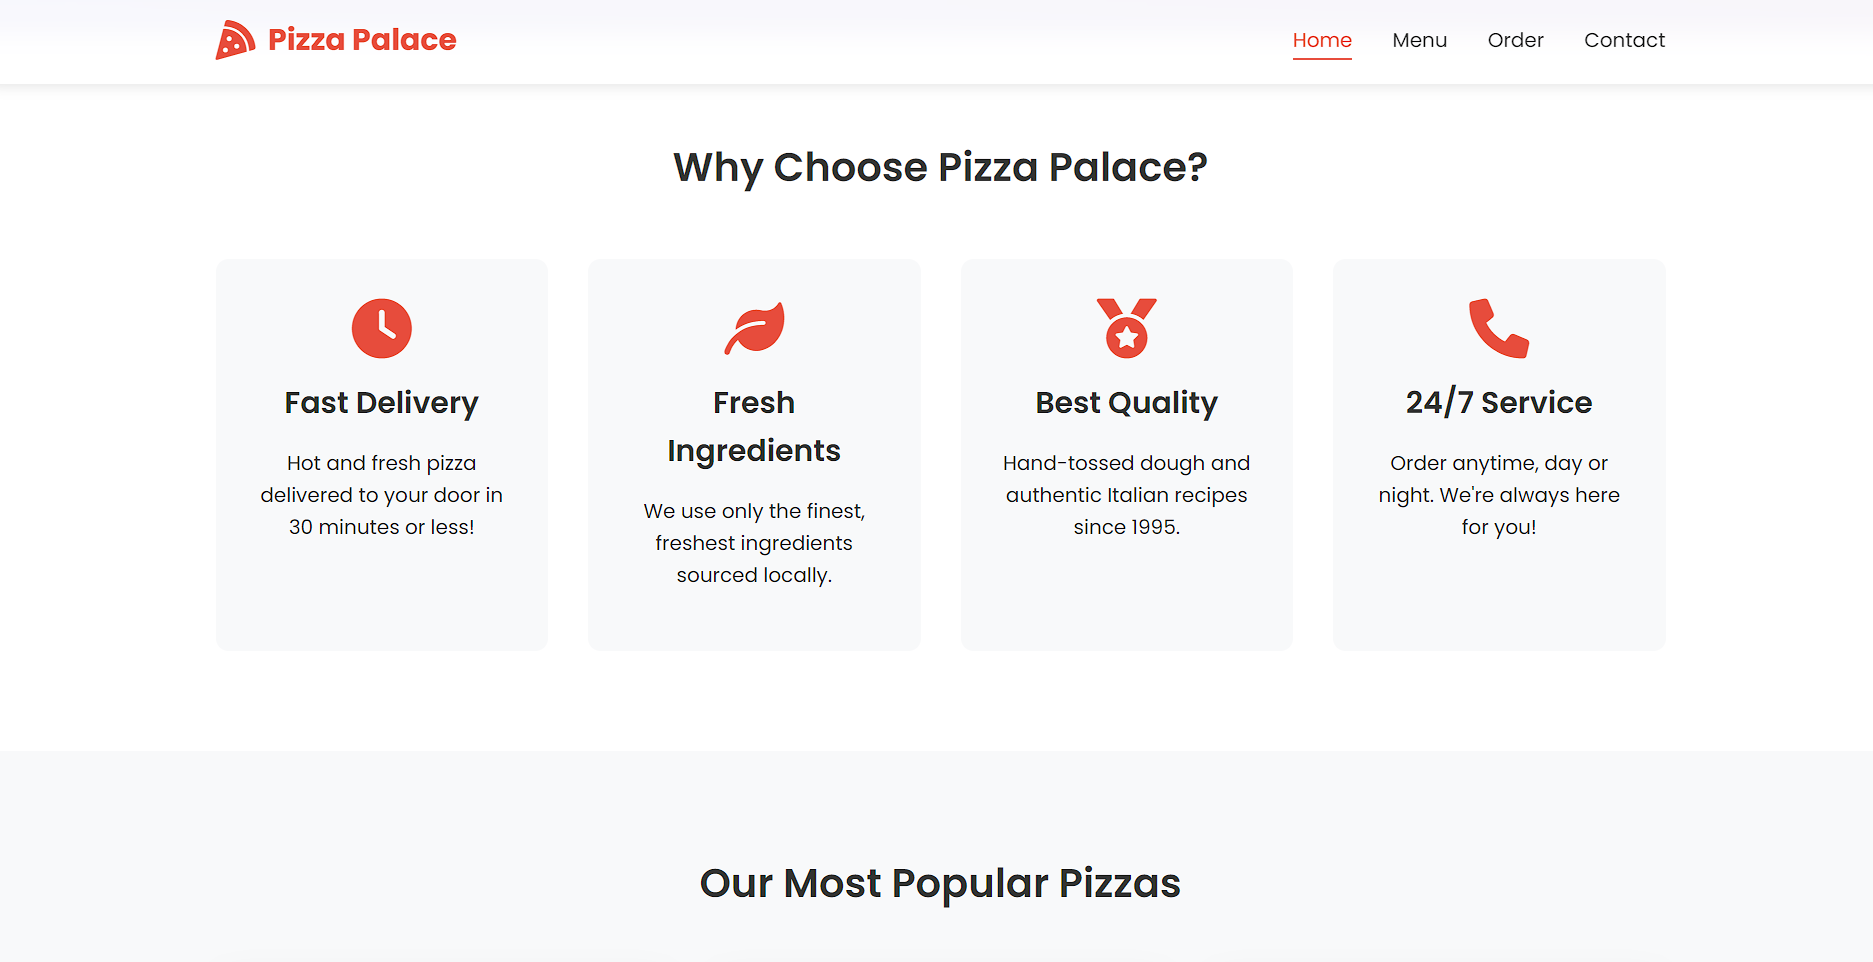 Pizza Palace
Home Menu Order Contact
Why Choose Pizza Palace?
Fast Delivery
Hot and fresh pizza
delivered to your door in
30 minutes or less!
Fresh
Ingredients
We use only the finest,
freshest ingredients
sourced locally.
Best Quality
Hand-tossed dough and
authentic Italian recipes
since 1995.
24/7 Service
Order anytime, day or
night. We're always here
for you!
Our Most Popular Pizzas